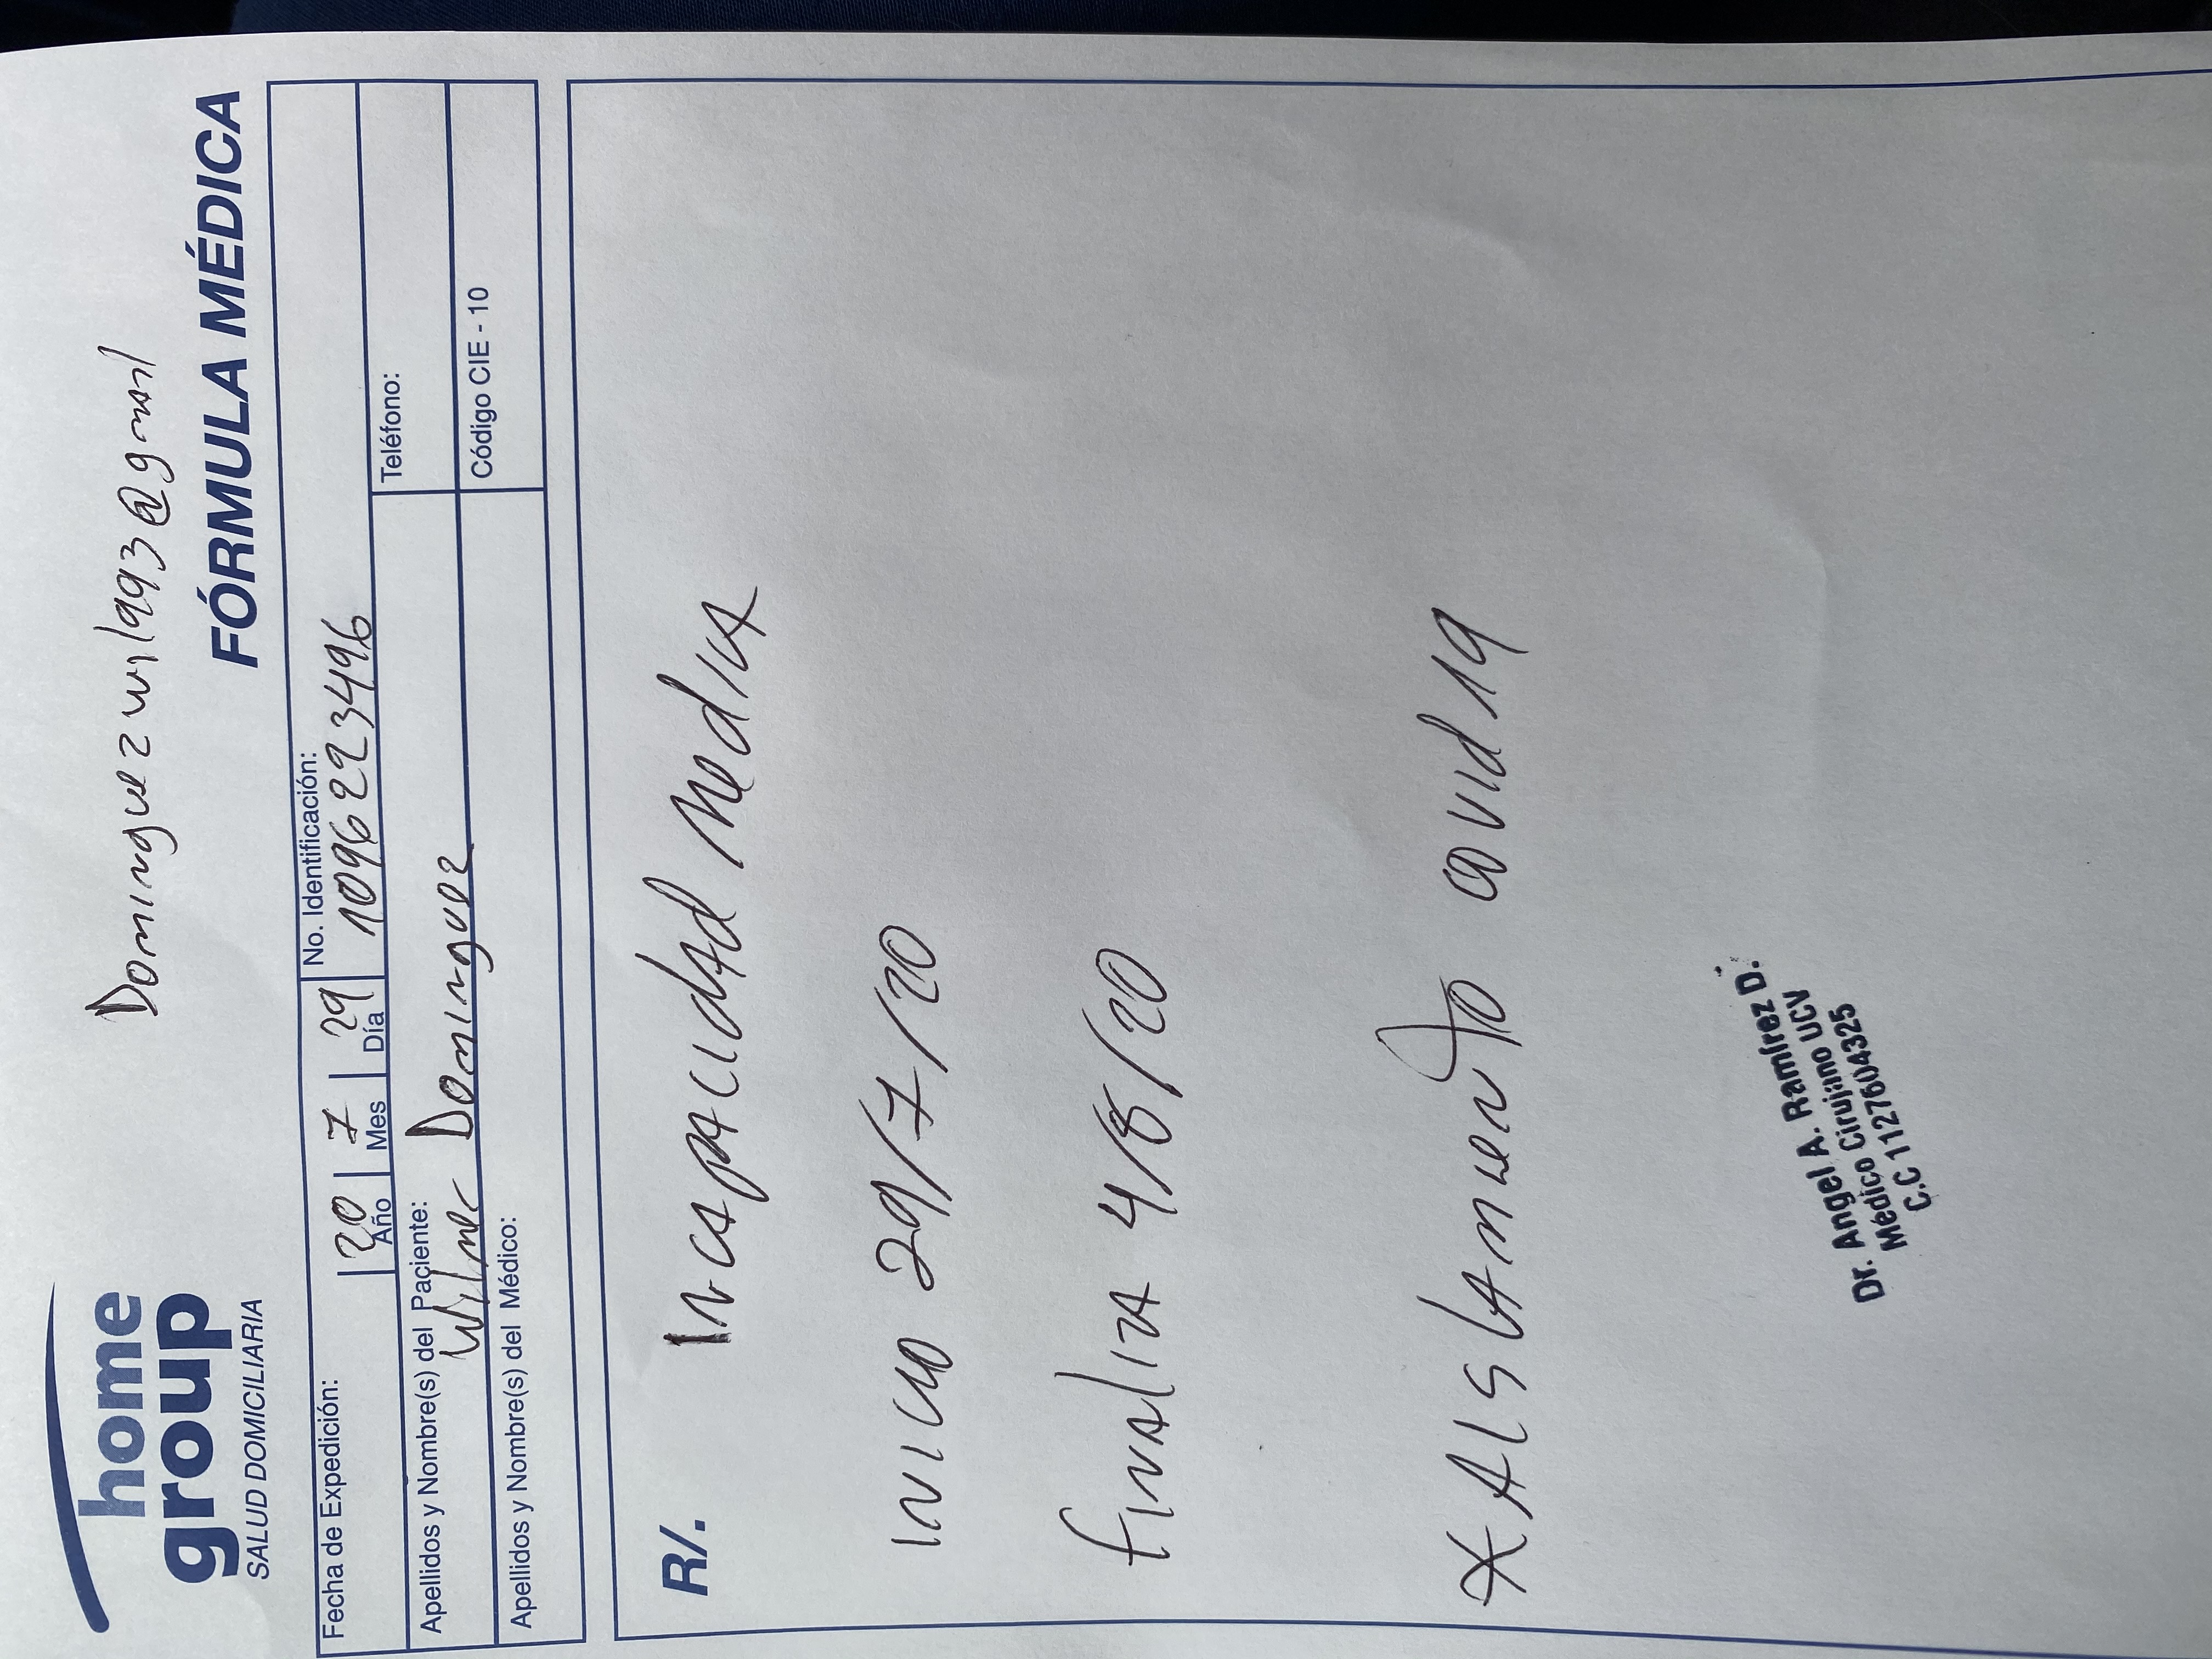 home
group
SALUD DOMICILIARIA
Dominguezwil993@gmail
FÓRMULA MÉDICA
Fecha de Expedición:
20 7 29
Año Mes Día
No. Identificación:
1096223496
Apellidos y Nombre(s) del Paciente:
Wilmer Dominguez
Teléfono:
Apellidos y Nombre(s) del Médico:
Código CIE - 10
R/. Incapacidad Medica
Inicio 29/7/20
Finaliza 4/8/20
* Aislamiento covid 19
Dr. Angel A. Ramírez D.
Médico Cirujano UCV
C.C 1127604325